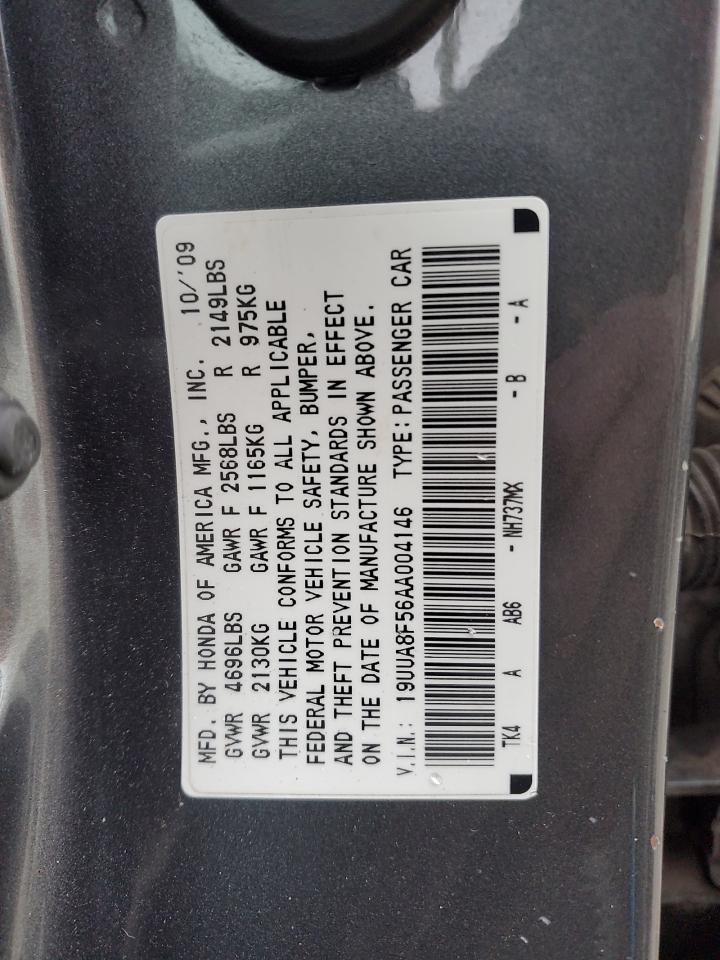 MFD. BY HONDA OF AMERICA MFG., INC. 10/'09
GVWR 4696LBS GAWR F 2568LBS R 2149LBS
GVWR 2130KG GAWR F 1165KG R 975KG
THIS VEHICLE CONFORMS TO ALL APPLICABLE
FEDERAL MOTOR VEHICLE SAFETY, BUMPER,
AND THEFT PREVENTION STANDARDS IN EFFECT
ON THE DATE OF MANUFACTURE SHOWN ABOVE.
V.I.N.: 19UUA8F56AA004146 TYPE:PASSENGER CAR
TK4 A AB6 - NH737MX - B - A